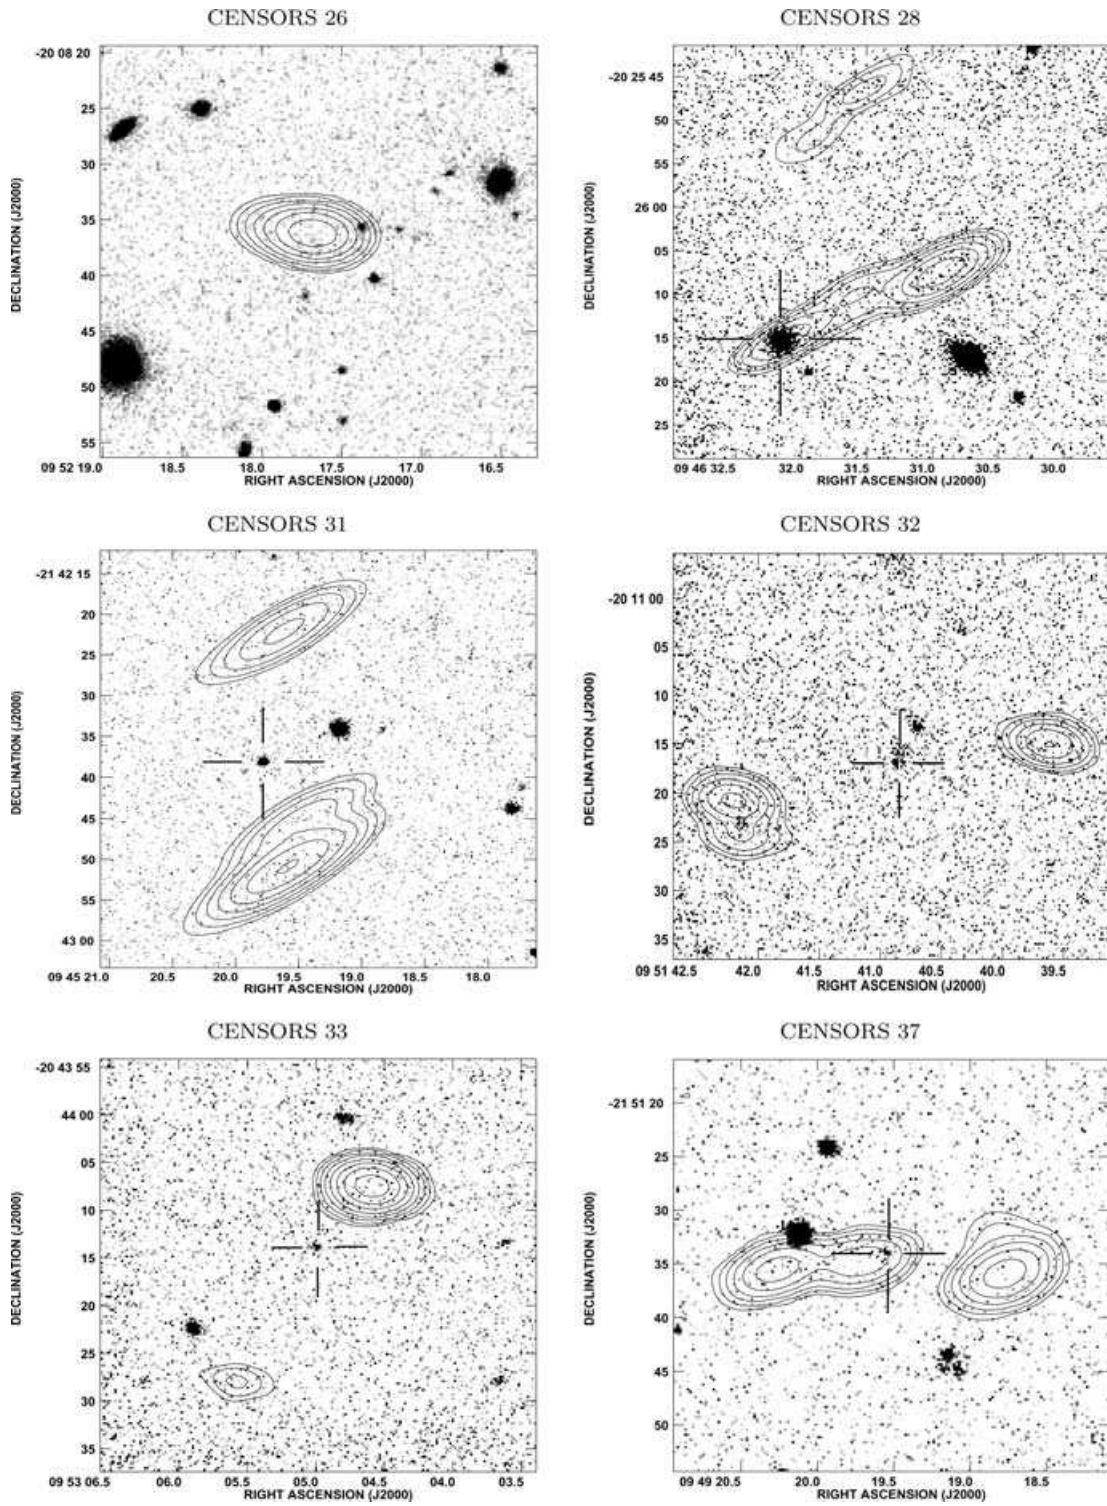 CENSORS 26
-20 08 20
25
30
35
40
45
50
55
DECLINATION (J2000)
09 52 19.0 18.5 18.0 17.5 17.0 16.5
RIGHT ASCENSION (J2000)
CENSORS 28
-20 25 45
50
55
26 00
05
10
15
20
25
DECLINATION (J2000)
09 46 32.5 32.0 31.5 31.0 30.5 30.0
RIGHT ASCENSION (J2000)
CENSORS 31
-21 42 15
20
25
30
35
40
45
50
55
43 00
DECLINATION (J2000)
09 45 21.0 20.5 20.0 19.5 19.0 18.5 18.0
RIGHT ASCENSION (J2000)
CENSORS 32
-20 11 00
05
10
15
20
25
30
35
DECLINATION (J2000)
09 51 42.5 42.0 41.5 41.0 40.5 40.0 39.5
RIGHT ASCENSION (J2000)
CENSORS 33
-20 43 55
44 00
05
10
15
20
25
30
35
DECLINATION (J2000)
09 53 06.5 06.0 05.5 05.0 04.5 04.0 03.5
RIGHT ASCENSION (J2000)
CENSORS 37
-21 51 20
25
30
35
40
45
50
DECLINATION (J2000)
09 49 20.5 20.0 19.5 19.0 18.5
RIGHT ASCENSION (J2000)